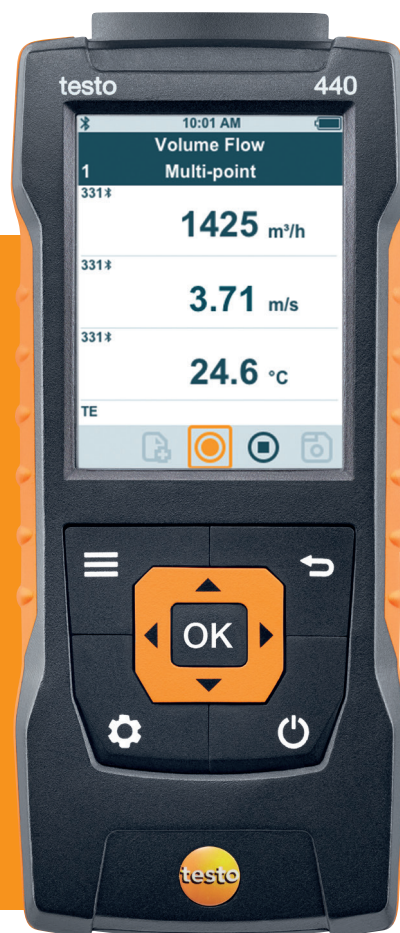 testo 440
10:01 AM
Volume Flow
1 Multi-point
331
1425 m³/h
331
3.71 m/s
331
24.6 °C
TE
OK
testo